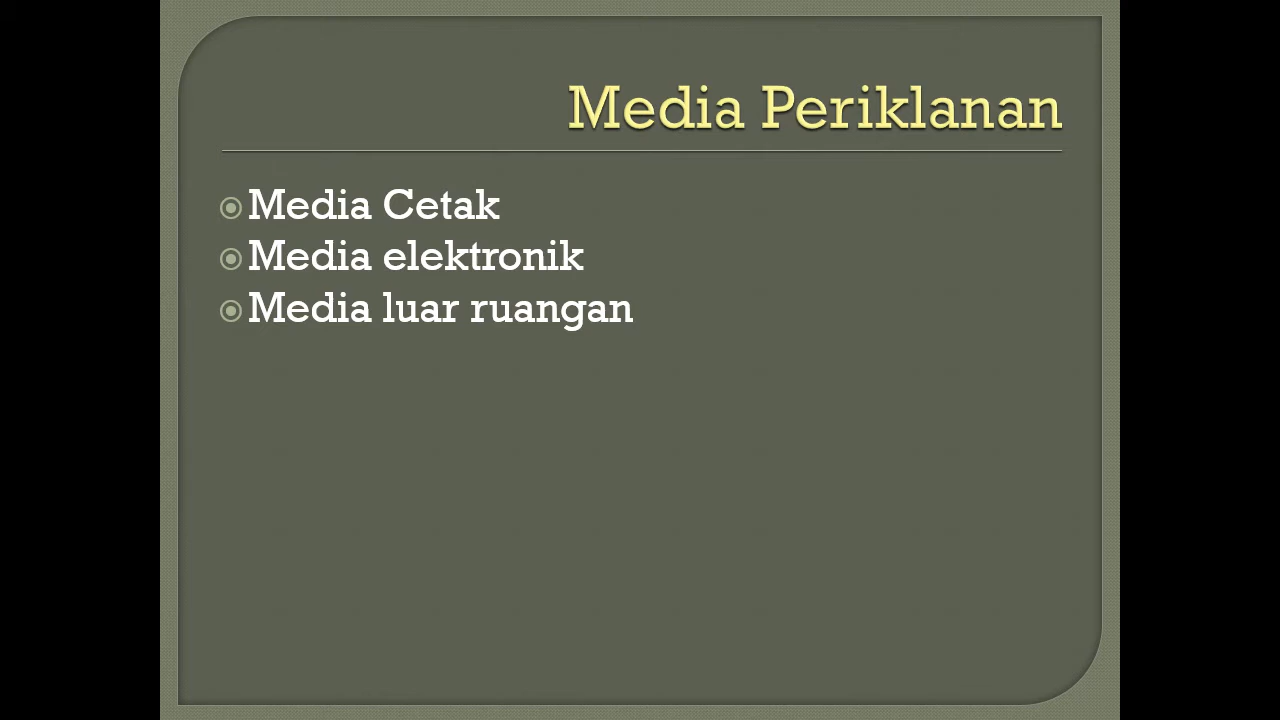 Media Periklanan
Media Cetak
Media elektronik
Media luar ruangan